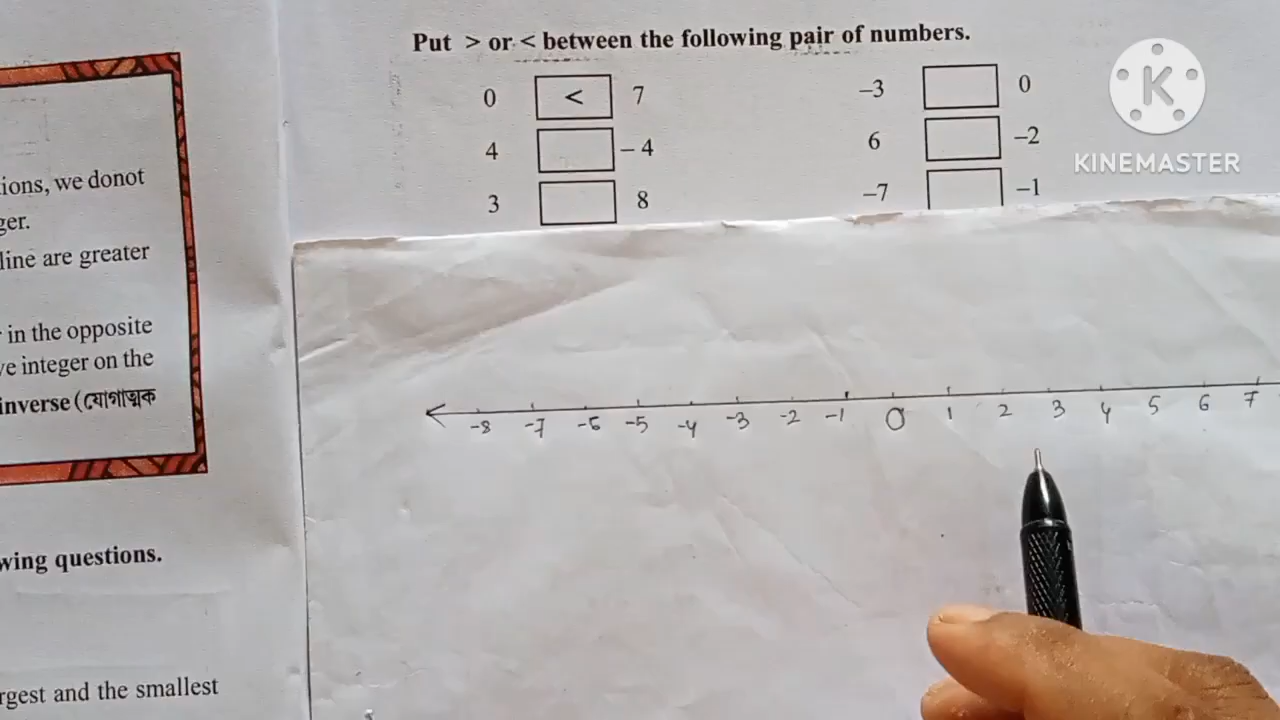 Put > or < between the following pair of numbers.
0 < 7
-3 0
4 – 4
6 -2
3 8
-7 -1
KINEMASTER
ions, we donot
ger.
line are greater
in the opposite
ve integer on the
inverse (যোগাত্মক
wing questions.
rgest and the smallest
-8 -7 -6 -5 -4 -3 -2 -1 0 1 2 3 4 5 6 7